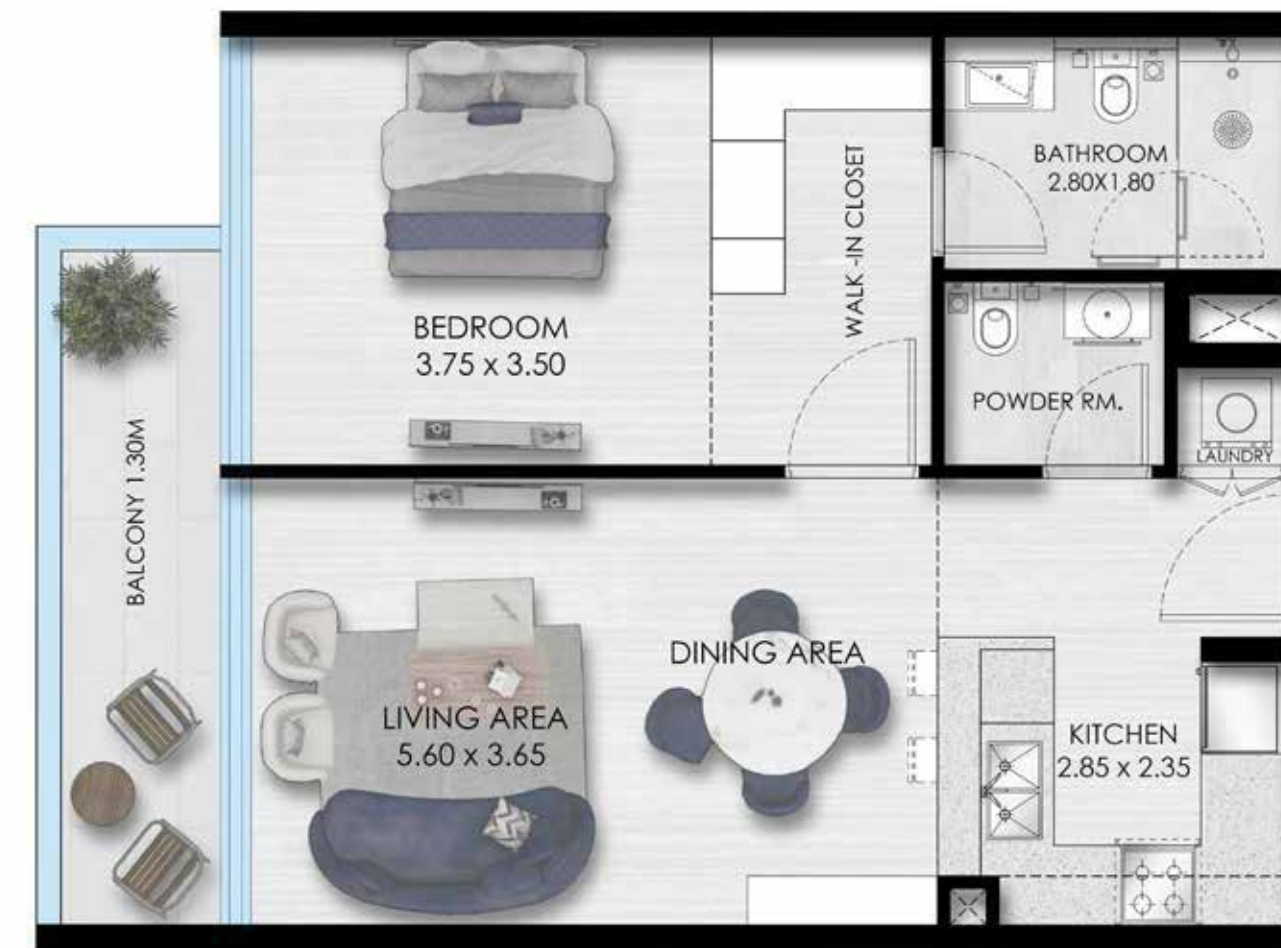 BATHROOM
2.80X1.80
WALK-IN CLOSET
BEDROOM
3.75 x 3.50
POWDER RM.
LAUNDRY
BALCONY 1.30M
DINING AREA
LIVING AREA
5.60 x 3.65
KITCHEN
2.85 x 2.35